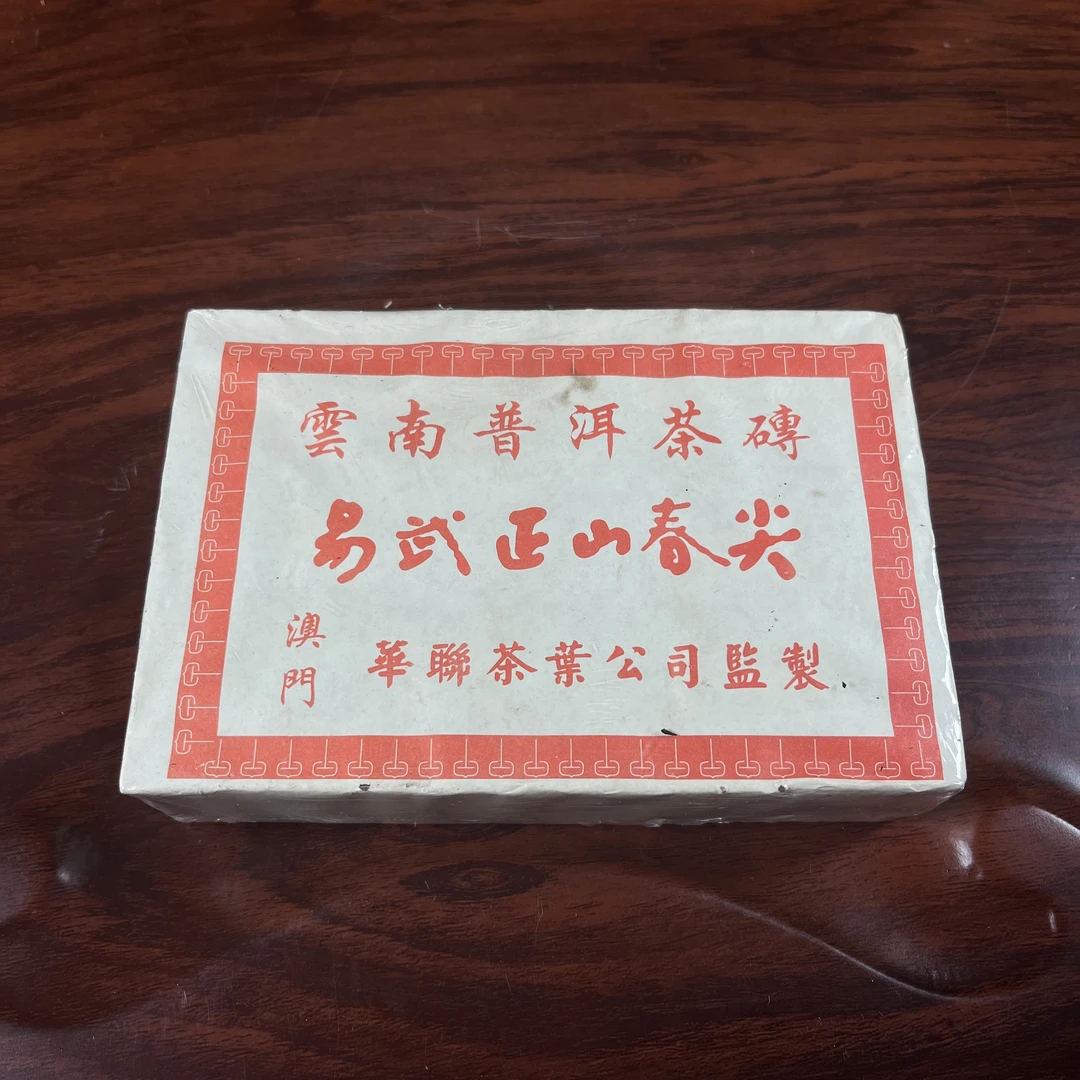 雲南普洱茶磚
易武正山春尖
澳門 華聯茶葉公司監製